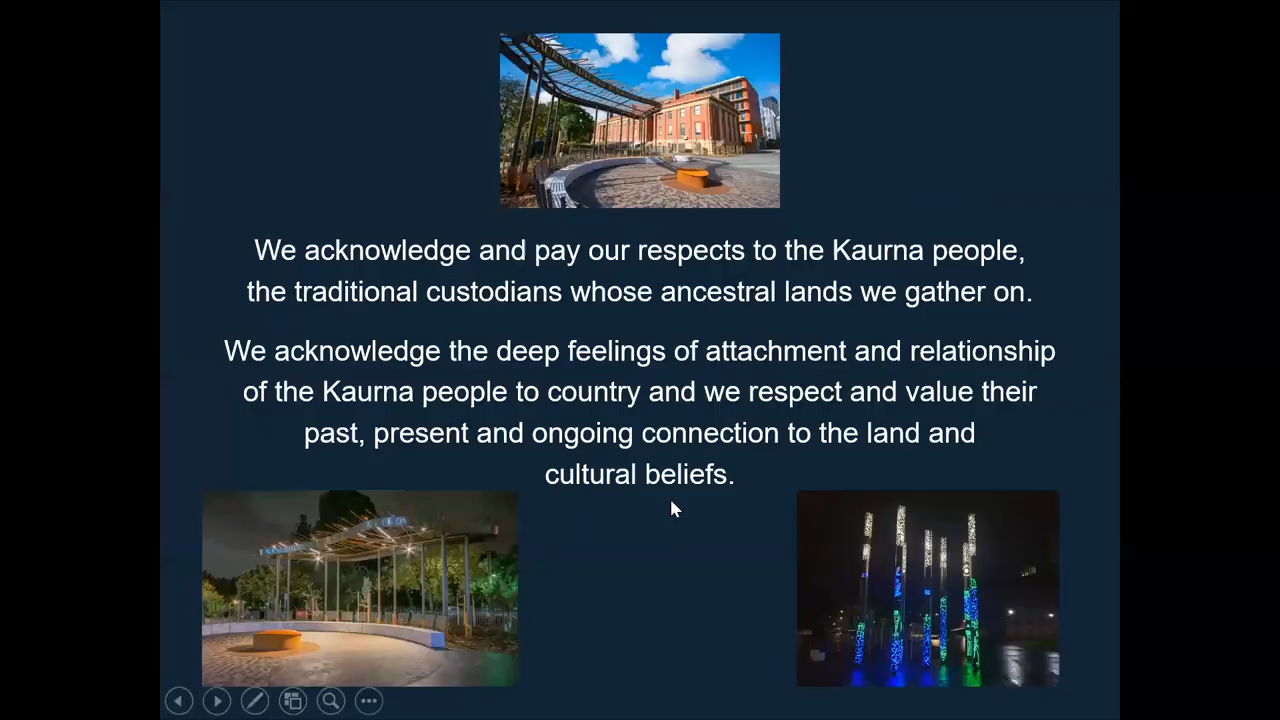 We acknowledge and pay our respects to the Kaurna people,
the traditional custodians whose ancestral lands we gather on.
We acknowledge the deep feelings of attachment and relationship
of the Kaurna people to country and we respect and value their
past, present and ongoing connection to the land and
cultural beliefs.